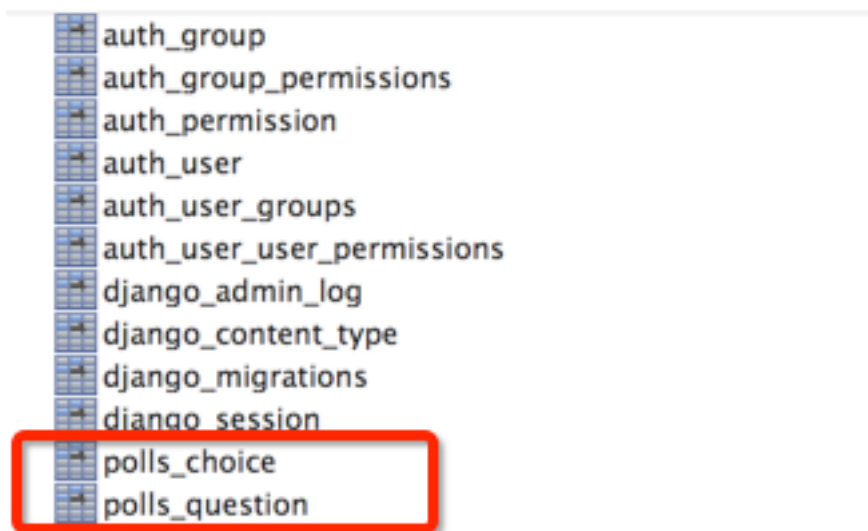 auth_group
auth_group_permissions
auth_permission
auth_user
auth_user_groups
auth_user_user_permissions
django_admin_log
django_content_type
django_migrations
django_session
polls_choice
polls_question